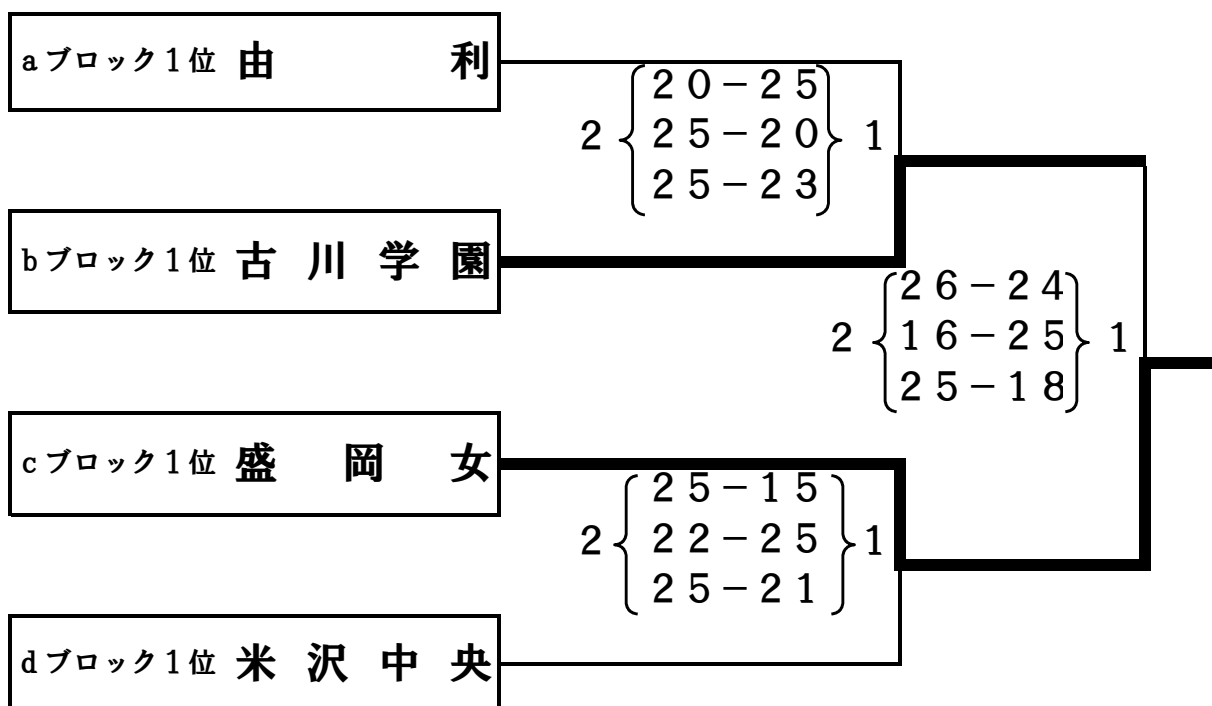 aブロック1位 由利
２０－２５
2 ２５－２０ 1
２５－２３
bブロック1位 古川学園
２６－２４
2 １６－２５ 1
２５－１８
cブロック1位 盛岡女
２５－１５
2 ２２－２５ 1
２５－２１
dブロック1位 米沢中央